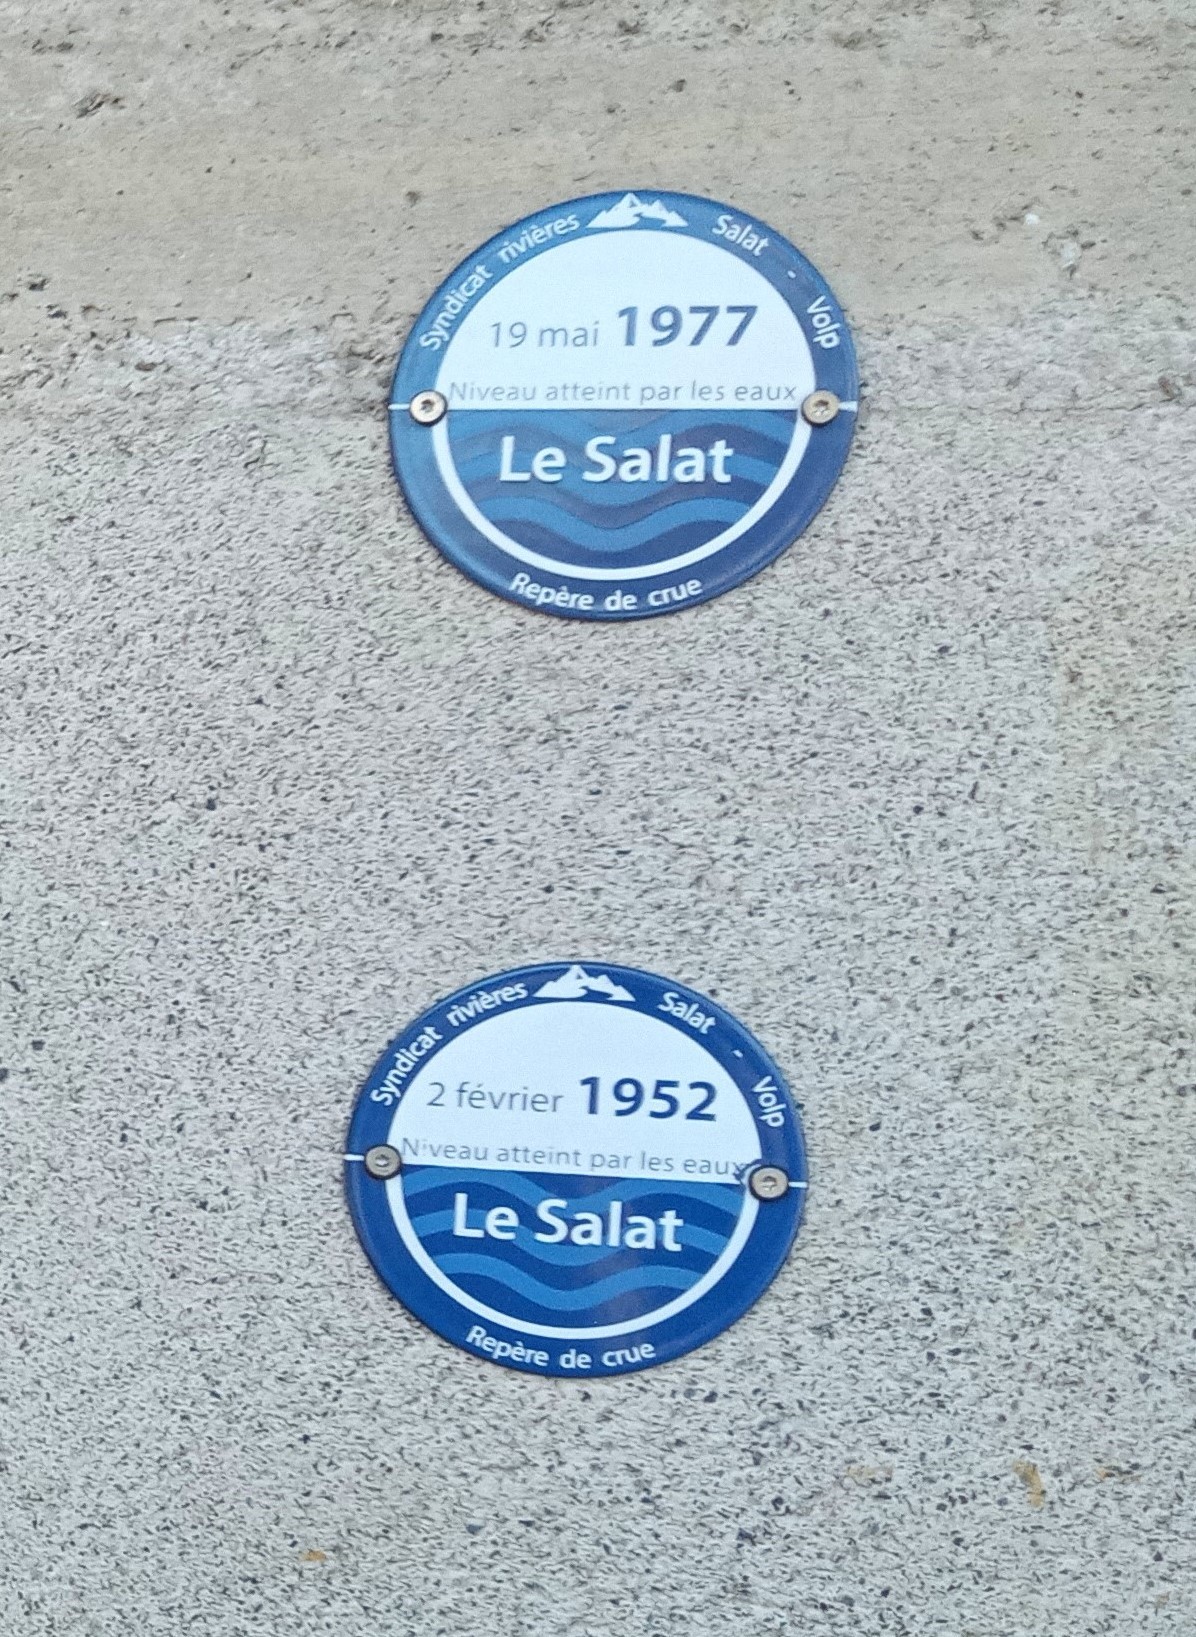 Syndicat rivières Salat - Volp
19 mai 1977
Niveau atteint par les eaux
Le Salat
Repère de crue
Syndicat rivières Salat - Volp
2 février 1952
Niveau atteint par les eaux
Le Salat
Repère de crue